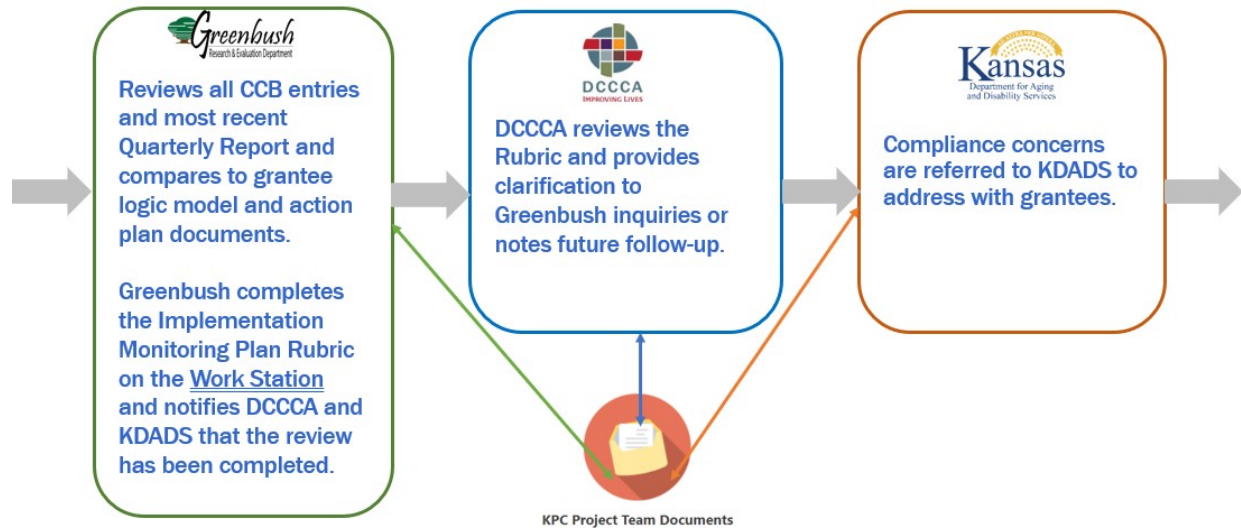 Greenbush
Research & Evaluation Department
Reviews all CCB entries
and most recent
Quarterly Report and
compares to grantee
logic model and action
plan documents.
Greenbush completes
the Implementation
Monitoring Plan Rubric
on the Work Station
and notifies DCCCA and
KDADS that the review
has been completed.
DCCCA
IMPROVING LIVES
DCCCA reviews the
Rubric and provides
clarification to
Greenbush inquiries or
notes future follow-up.
Kansas
Department for Aging
and Disability Services
Compliance concerns
are referred to KDADS to
address with grantees.
KPC Project Team Documents